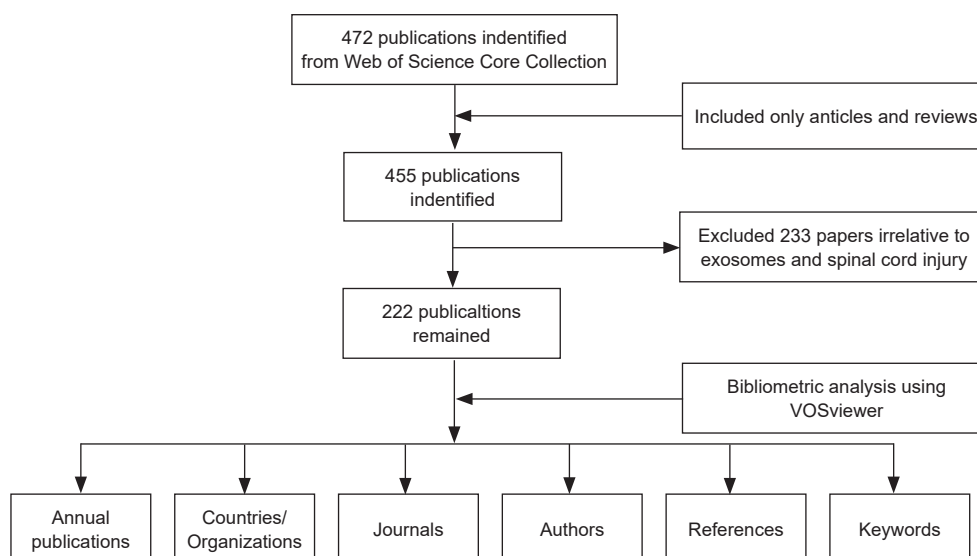 472 publications indentified
from Web of Science Core Collection
Included only anticles and reviews
455 publications
indentified
Excluded 233 papers irrelative to
exosomes and spinal cord injury
222 publicaltions
remained
Bibliometric analysis using
VOSviewer
Annual
publications
Countries/
Organizations
Journals
Authors
References
Keywords